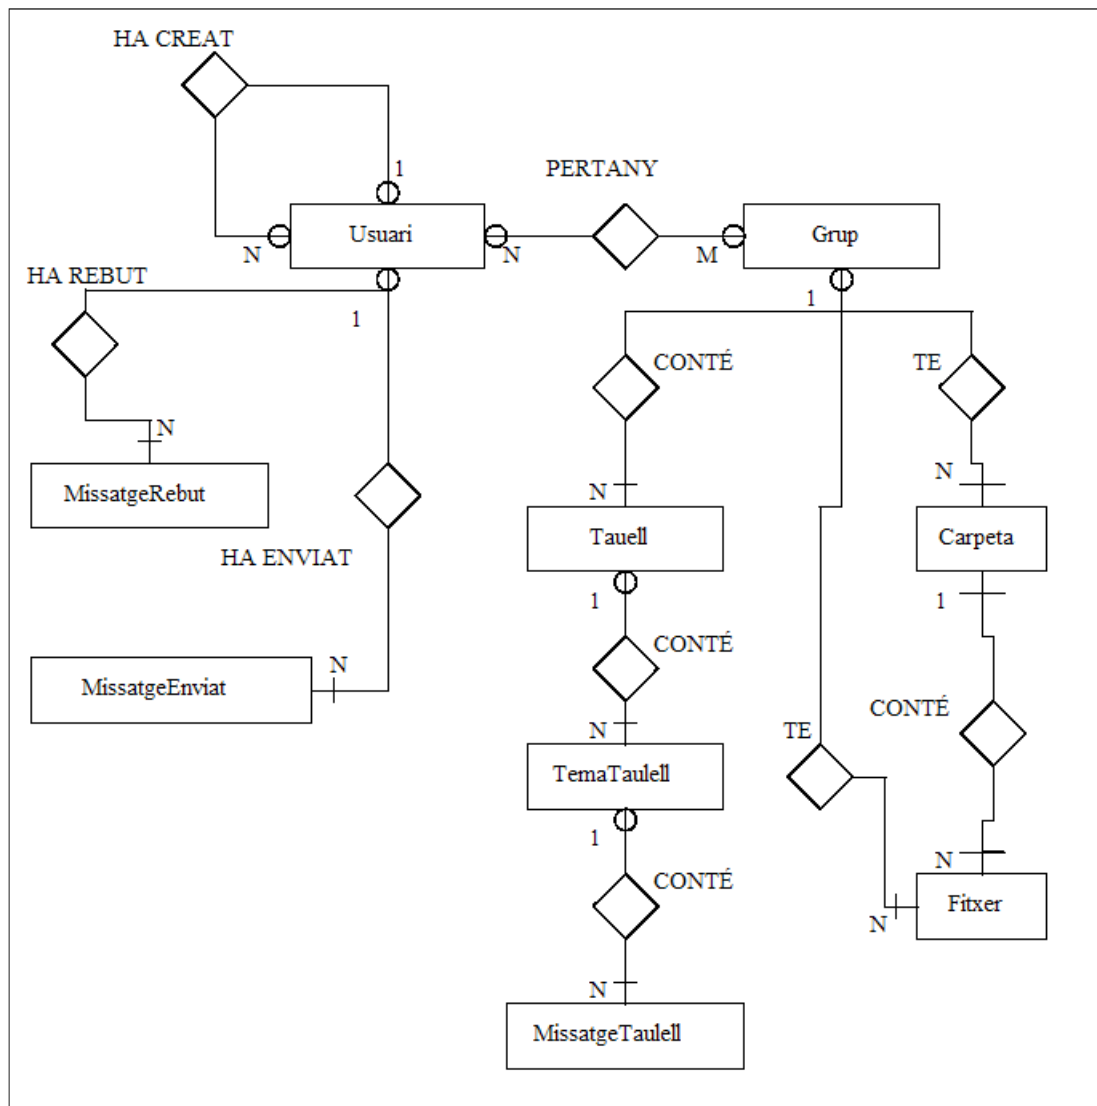 HA CREAT
1
PERTANY
Usuari
Grup
N
N
M
HA REBUT
1
1
CONTÉ
TE
N
N
N
MissatgeRebut
Tauell
Carpeta
HA ENVIAT
1
1
CONTÉ
N
MissatgeEnviat
CONTÉ
N
TE
TemaTaulell
1
N
CONTÉ
Fitxer
N
N
MissatgeTaulell